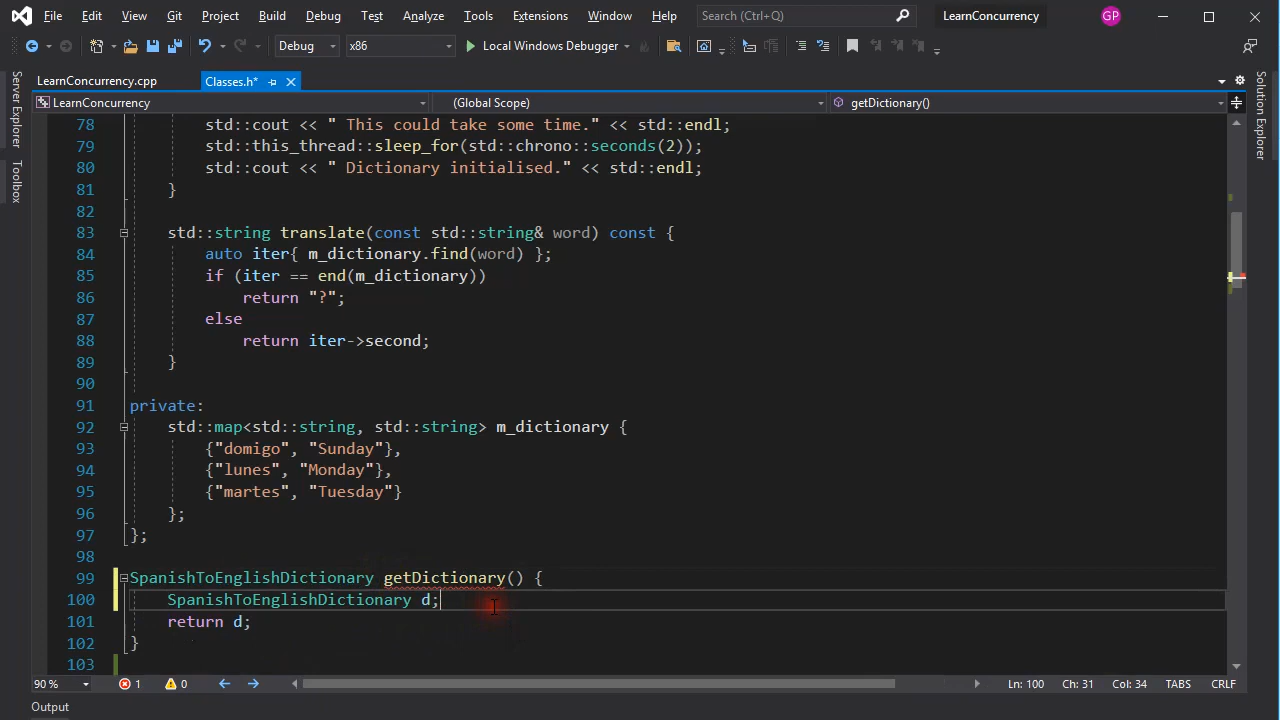 File Edit View Git Project Build Debug Test Analyze Tools Extensions Window Help Search (Ctrl+Q) LearnConcurrency GP
Debug x86 Local Windows Debugger
LearnConcurrency.cpp Classes.h*
LearnConcurrency (Global Scope) getDictionary()
Server Explorer
Toolbox
Solution Explorer
78 std::cout << " This could take some time." << std::endl;
79 std::this_thread::sleep_for(std::chrono::seconds(2));
80 std::cout << " Dictionary initialised." << std::endl;
81 }
82
83 std::string translate(const std::string& word) const {
84 auto iter{ m_dictionary.find(word) };
85 if (iter == end(m_dictionary))
86 return "?";
87 else
88 return iter->second;
89 }
90
91 private:
92 std::map<std::string, std::string> m_dictionary {
93 {"domigo", "Sunday"},
94 {"lunes", "Monday"},
95 {"martes", "Tuesday"}
96 };
97 };
98
99 SpanishToEnglishDictionary getDictionary() {
100 SpanishToEnglishDictionary d;
101 return d;
102 }
103
90 % 1 0 Ln: 100 Ch: 31 Col: 34 TABS CRLF
Output